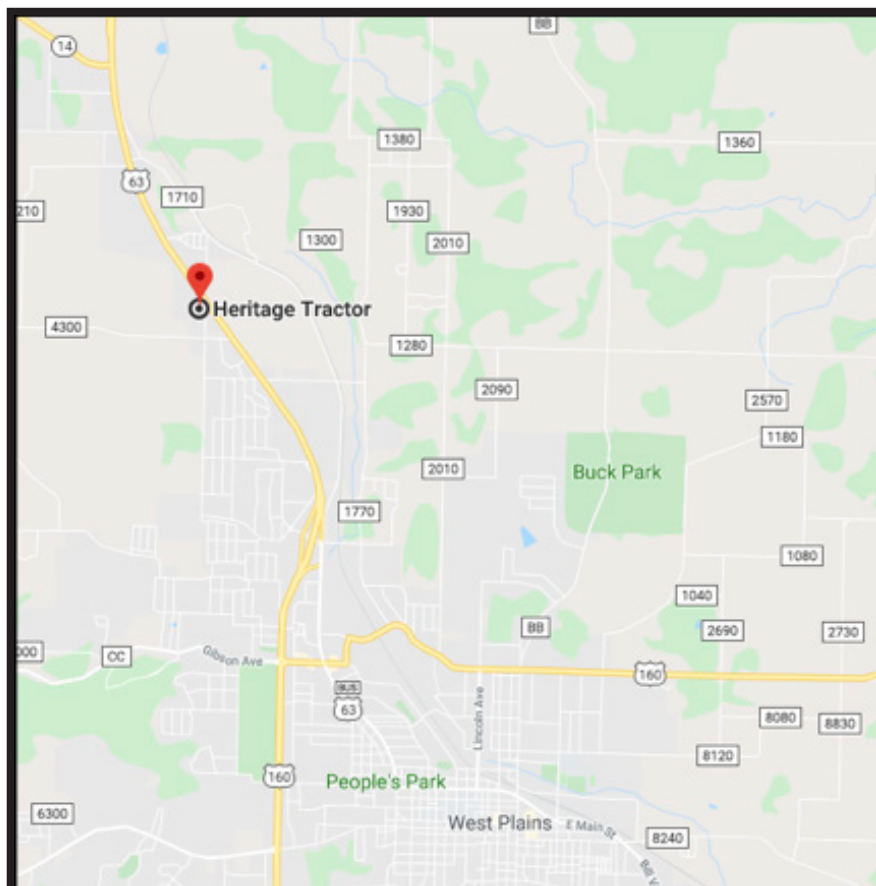 BB
14
1380
1360
63
1710
210
1930
1300
2010
Heritage Tractor
4300
1280
2090
2570
1180
2010
Buck Park
1770
1080
1040
BB
2690
2730
000
CC
Gibson Ave
160
BUS
63
Lincoln Ave
8080
8830
8120
160
People's Park
6300
West Plains
E Main St
8240
Bill V